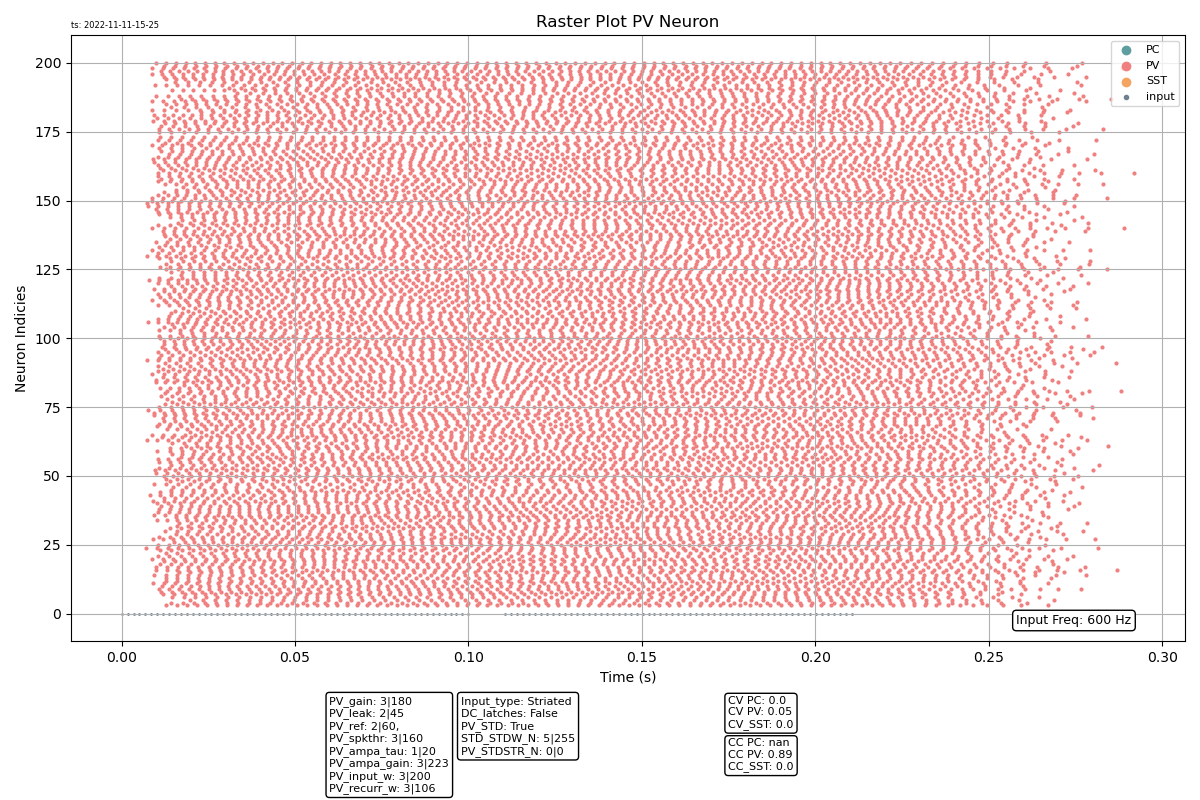 ts: 2022-11-11-15-25
Raster Plot PV Neuron
PC
PV
SST
input
Neuron Indicies
200
175
150
125
100
75
50
25
0
Input Freq: 600 Hz
0.00 0.05 0.10 0.15 0.20 0.25 0.30
Time (s)
PV_gain: 3|180
PV_leak: 2|45
PV_ref: 2|60,
PV_spkthr: 3|160
PV_ampa_tau: 1|20
PV_ampa_gain: 3|223
PV_input_w: 3|200
PV_recurr_w: 3|106
Input_type: Striated
DC_latches: False
PV_STD: True
STD_STDW_N: 5|255
PV_STDSTR_N: 0|0
CV PC: 0.0
CV PV: 0.05
CV_SST: 0.0
CC PC: nan
CC PV: 0.89
CC_SST: 0.0